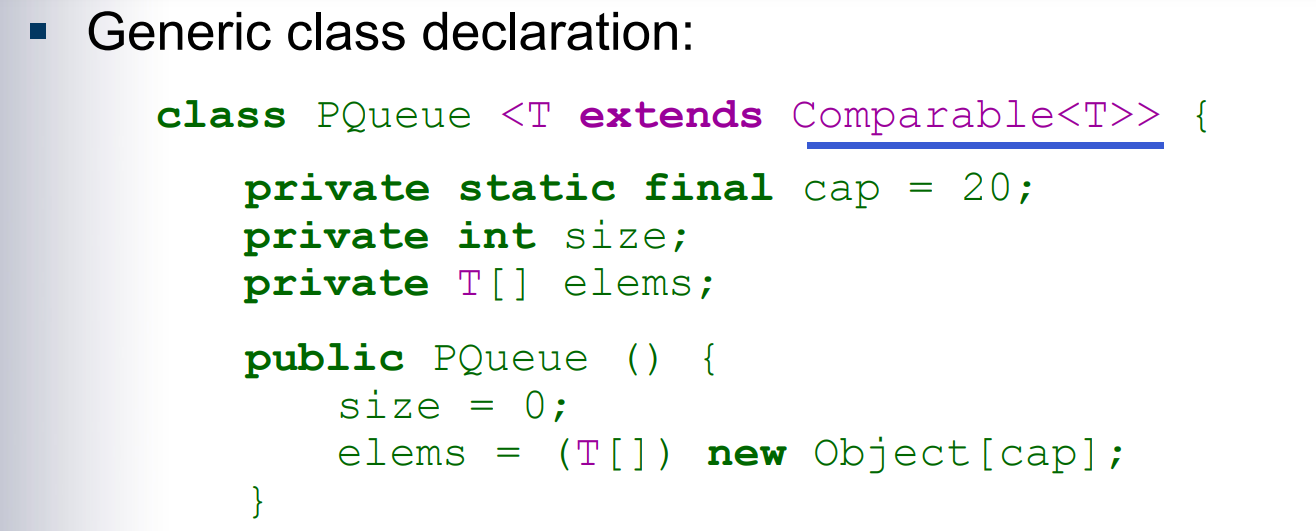 Generic class declaration:
class PQueue <T extends Comparable<T>> {
private static final cap = 20;
private int size;
private T[] elems;
public PQueue () {
size = 0;
elems = (T[]) new Object[cap];
}